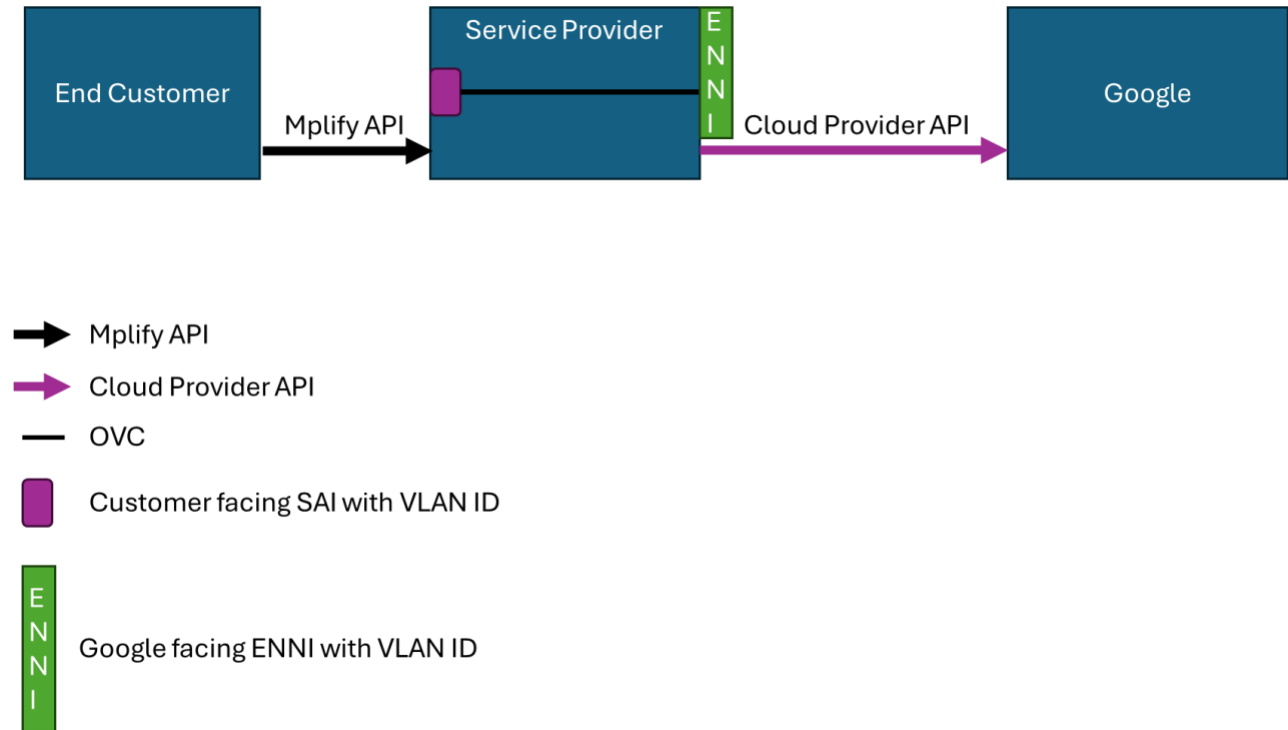 End Customer
Mplify API
Service Provider
E
N
N
I
Cloud Provider API
Google
Mplify API
Cloud Provider API
OVC
Customer facing SAI with VLAN ID
E
N
N
I
Google facing ENNI with VLAN ID